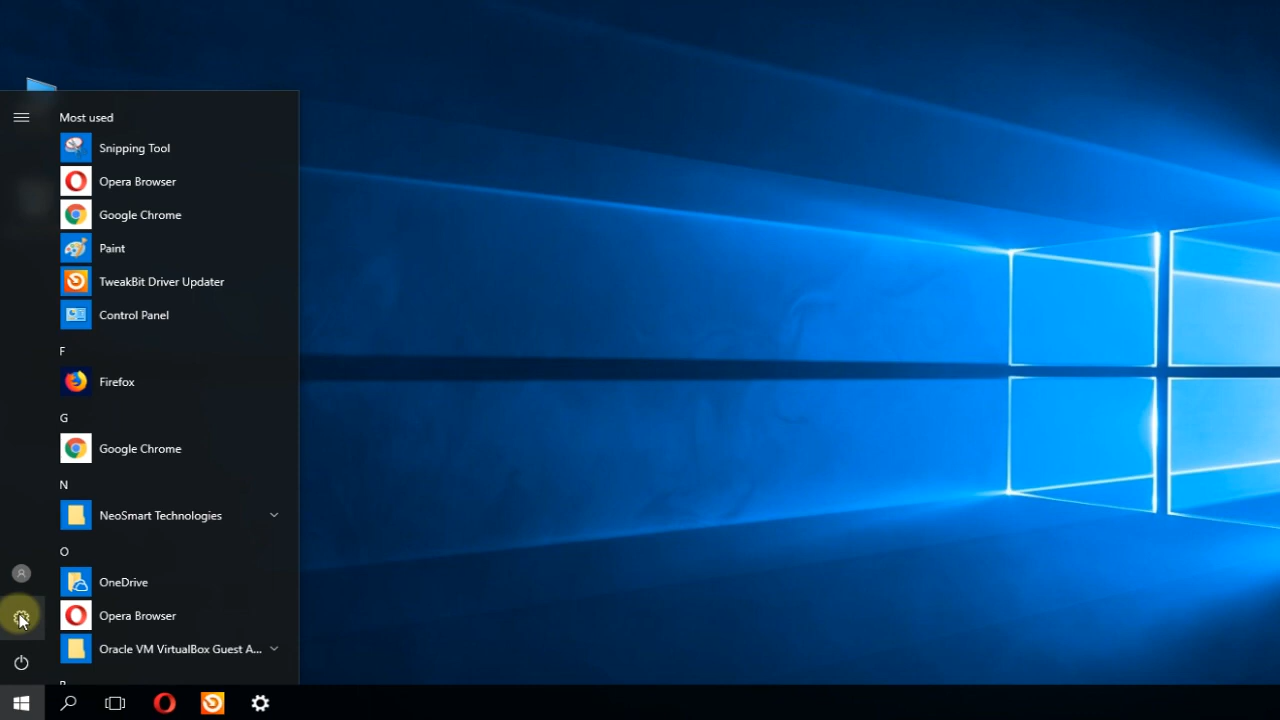 Most used
Snipping Tool
Opera Browser
Google Chrome
Paint
TweakBit Driver Updater
Control Panel
F
Firefox
G
Google Chrome
N
NeoSmart Technologies
O
OneDrive
Opera Browser
Oracle VM VirtualBox Guest A...